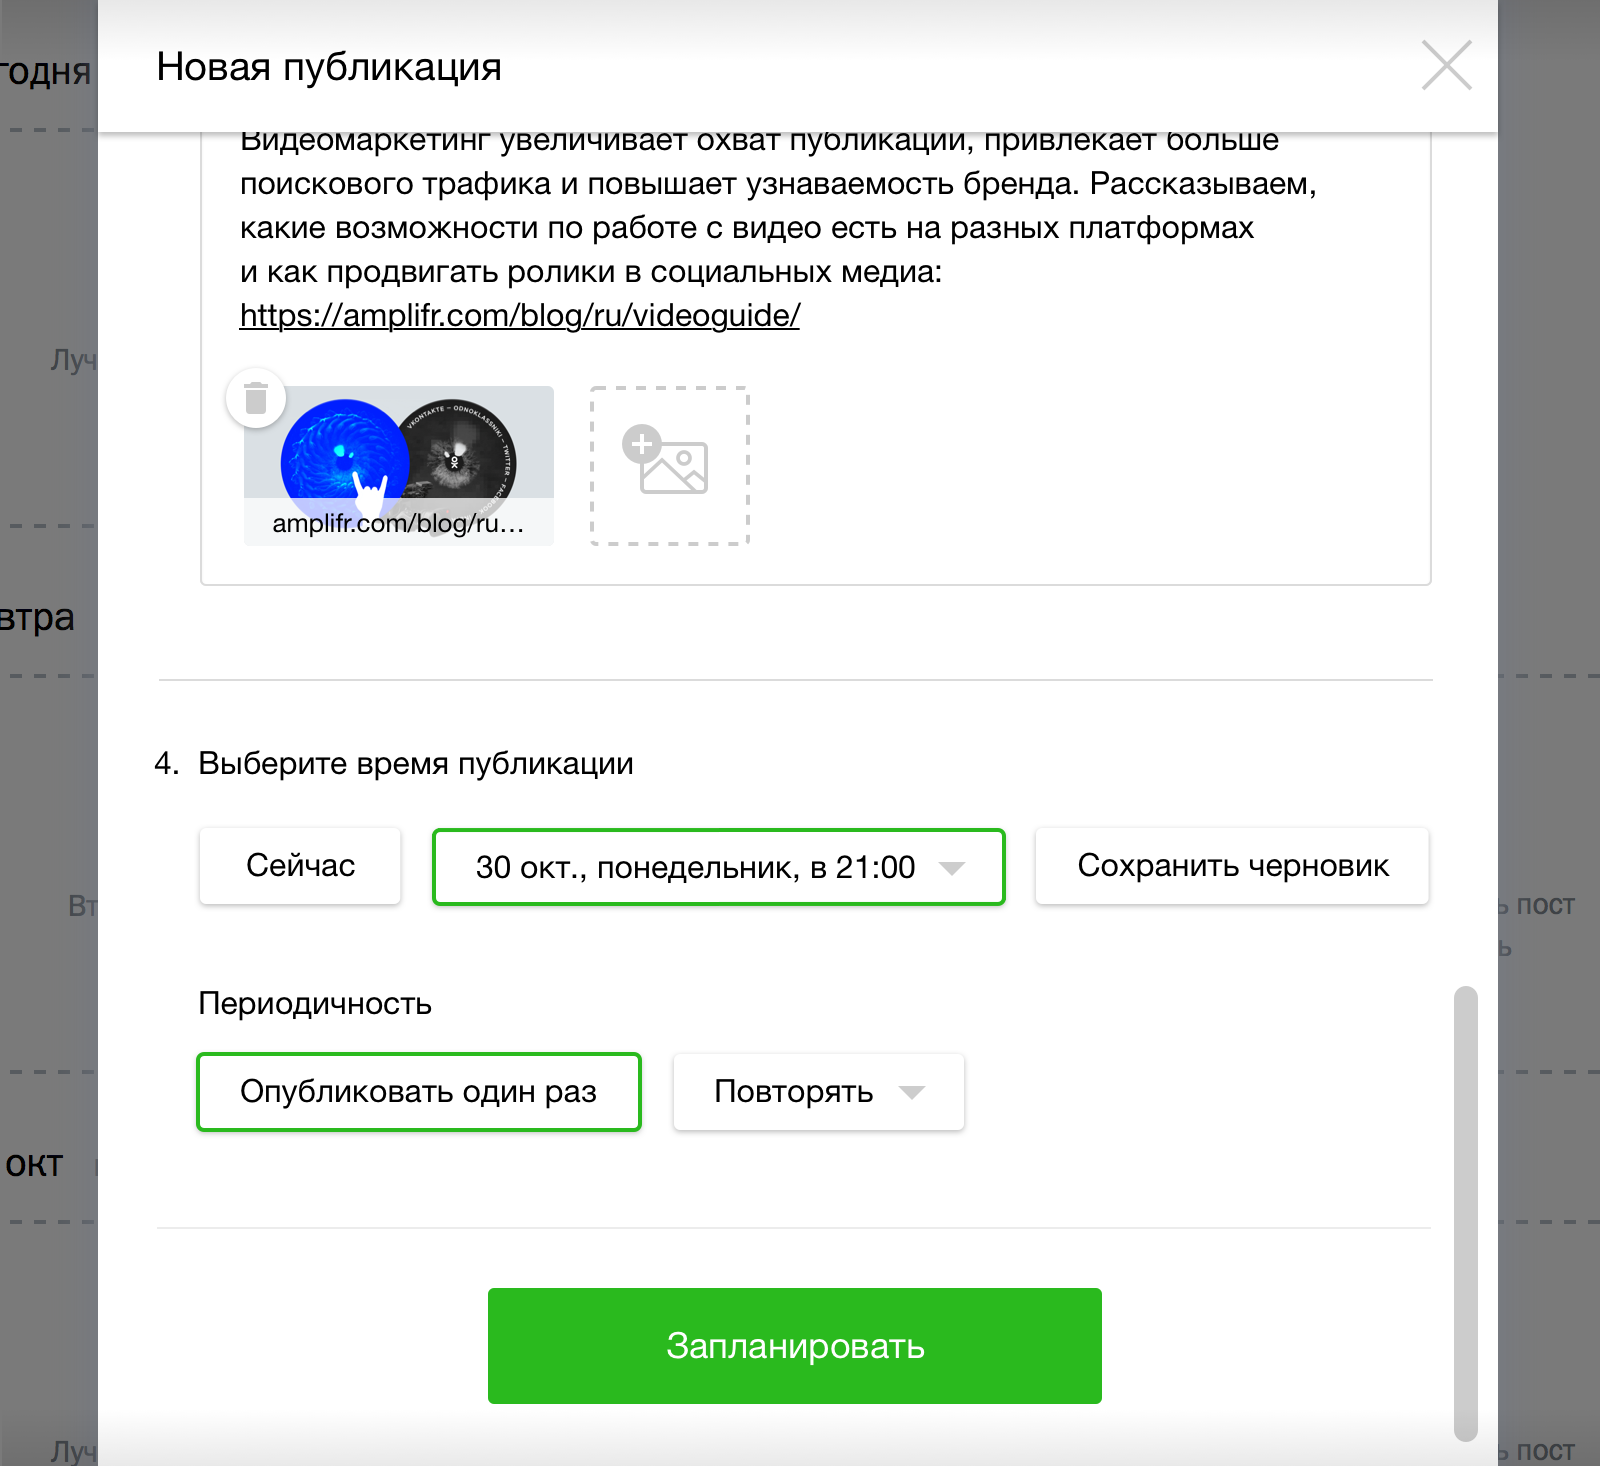 Новая публикация
годня
Видеомаркетинг увеличивает охват публикации, привлекает больше
поискового трафика и повышает узнаваемость бренда. Рассказываем,
какие возможности по работе с видео есть на разных платформах
и как продвигать ролики в социальных медиа:
https://amplifr.com/blog/ru/videoguide/
Луч
VKONTAKTE – ODNOKLASSNIKI – TWITTER – FACEBOOK
amplifr.com/blog/ru...
втра
4. Выберите время публикации
Сейчас
30 окт., понедельник, в 21:00
Сохранить черновик
Вт
ь пост
ь
Периодичность
Опубликовать один раз
Повторять
окт
Запланировать
Луч
ь пост